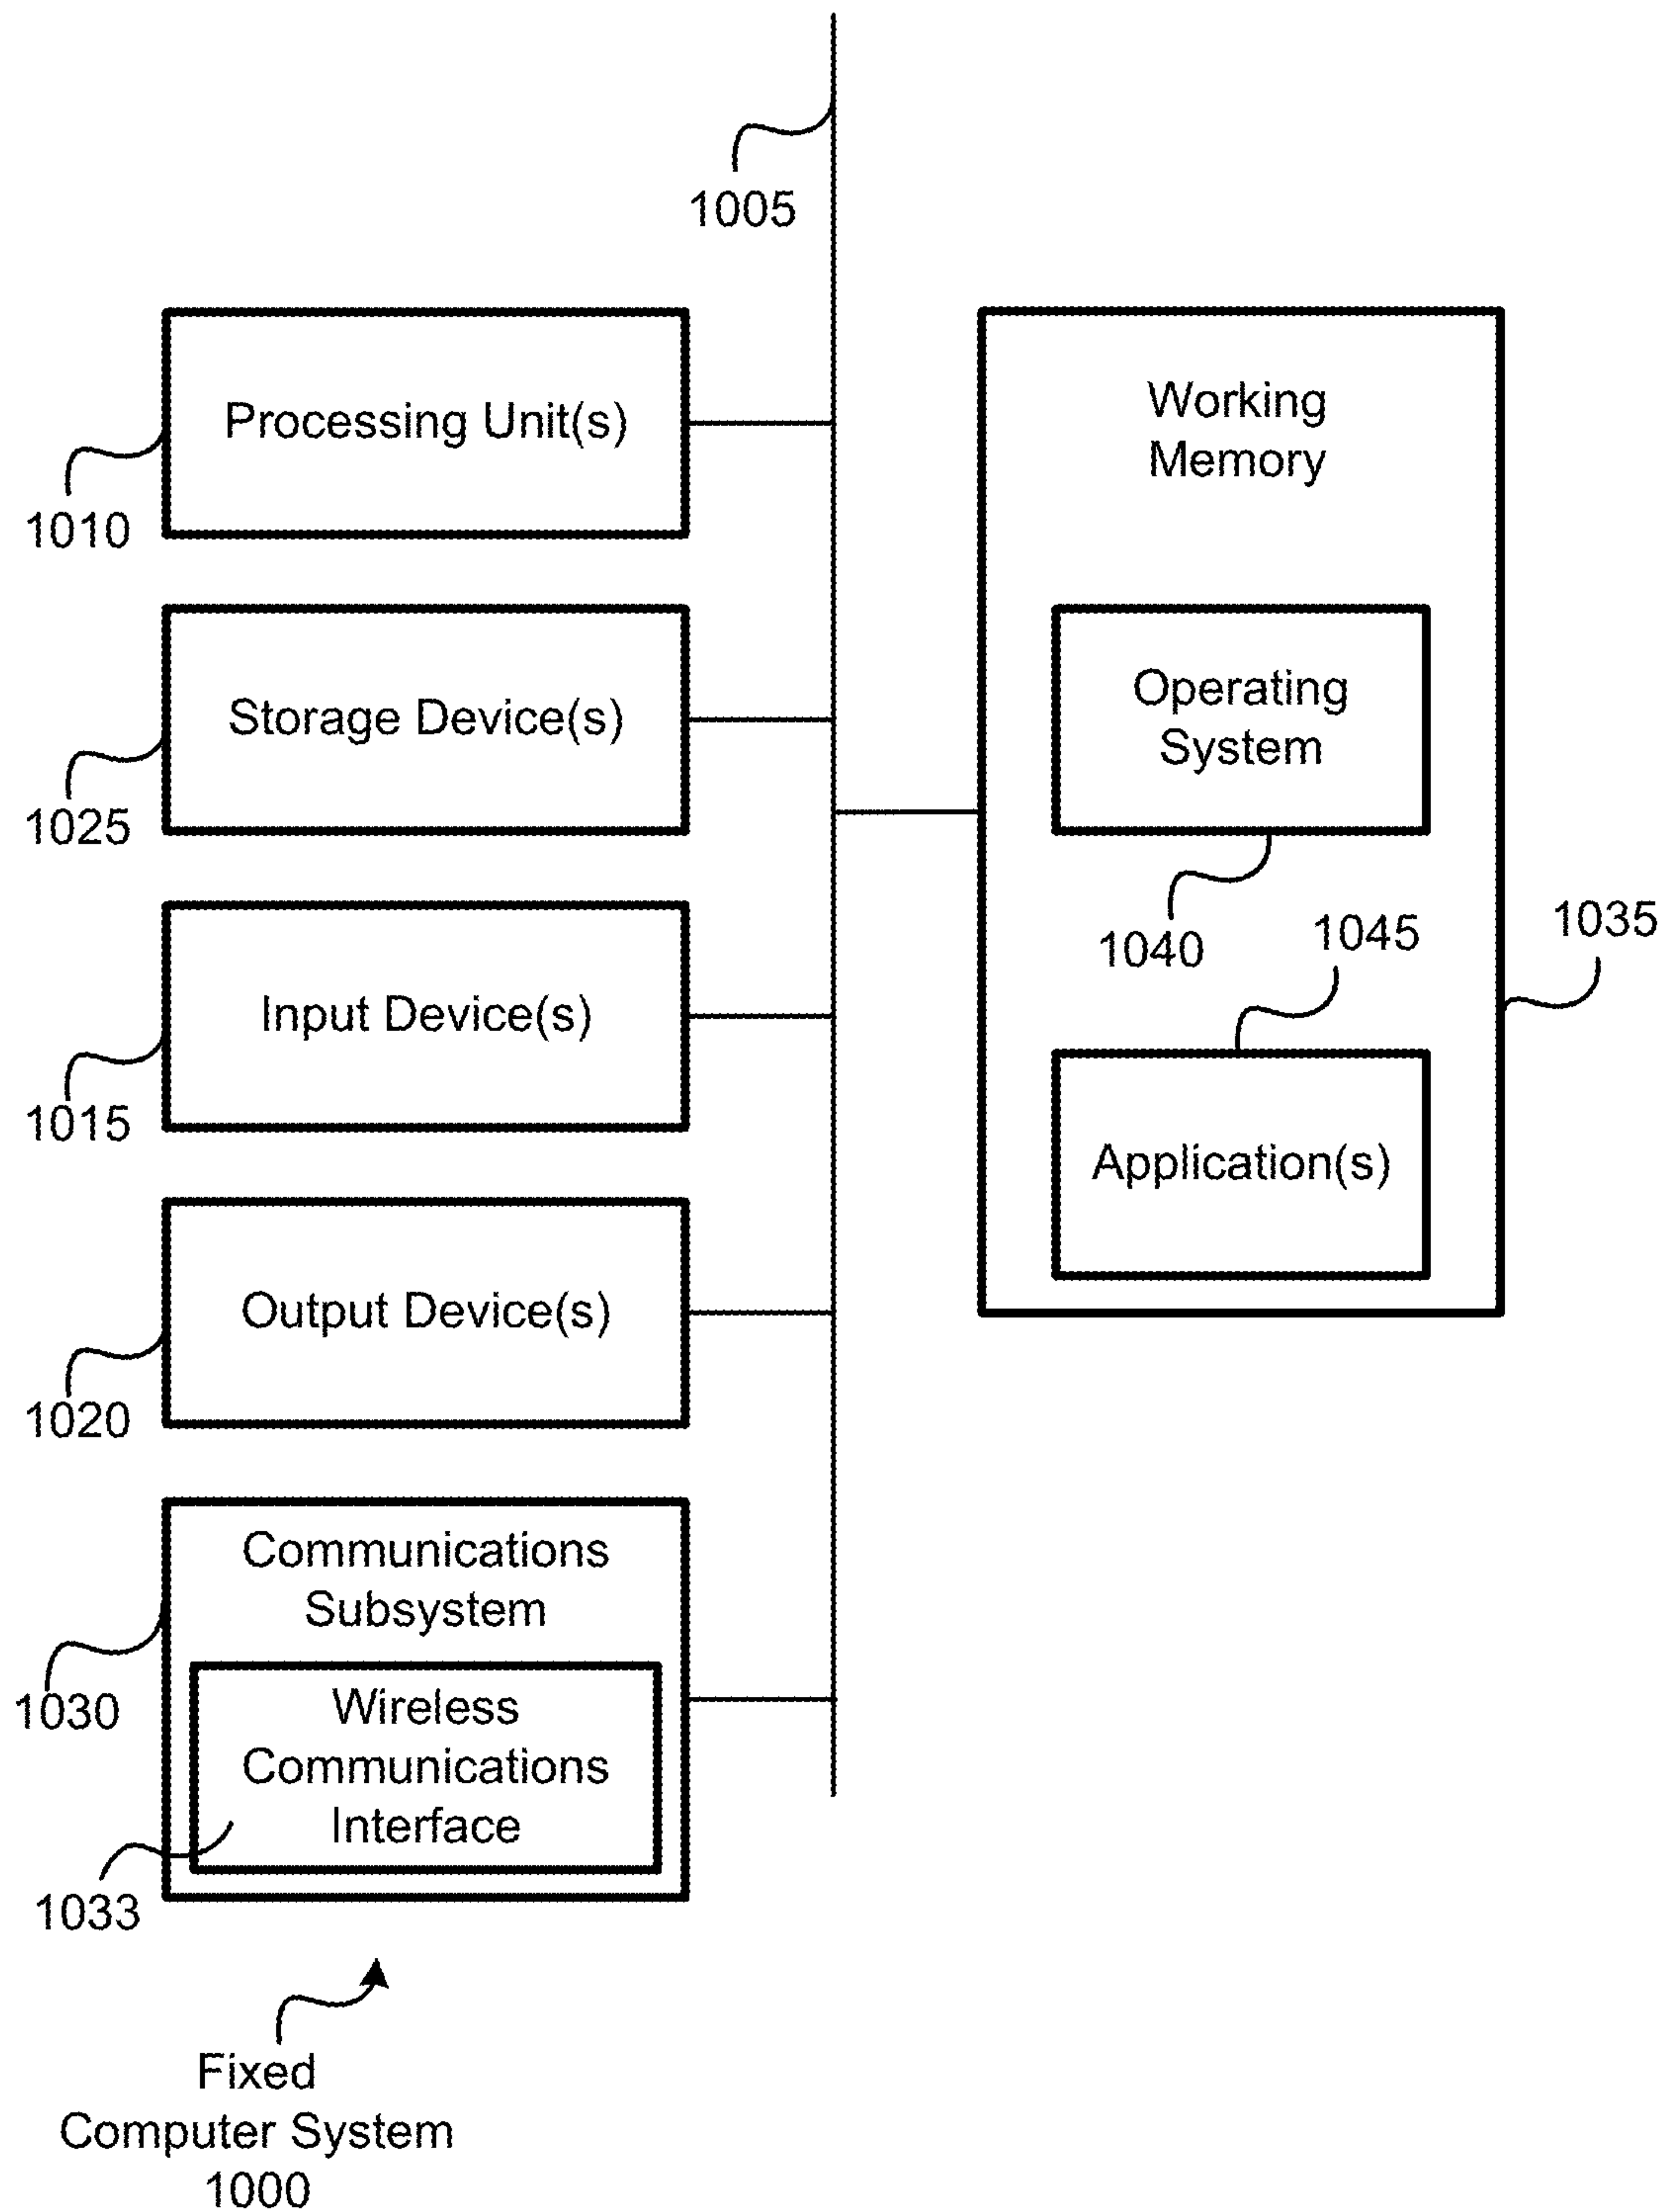 1005
Processing Unit(s)
1010
Storage Device(s)
1025
Input Device(s)
1015
Output Device(s)
1020
Communications
Subsystem
1030
Wireless
Communications
Interface
1033
Working
Memory
Operating
System
1040
1045
1035
Application(s)
Fixed
Computer System
1000